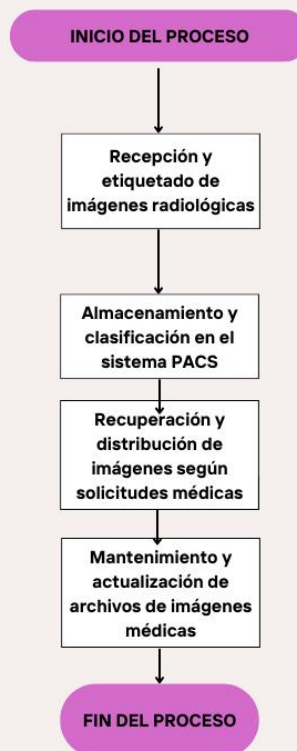 INICIO DEL PROCESO
Recepción y
etiquetado de
imágenes radiológicas
Almacenamiento y
clasificación en el
sistema PACS
Recuperación y
distribución de
imágenes según
solicitudes médicas
Mantenimiento y
actualización de
archivos de imágenes
médicas
FIN DEL PROCESO